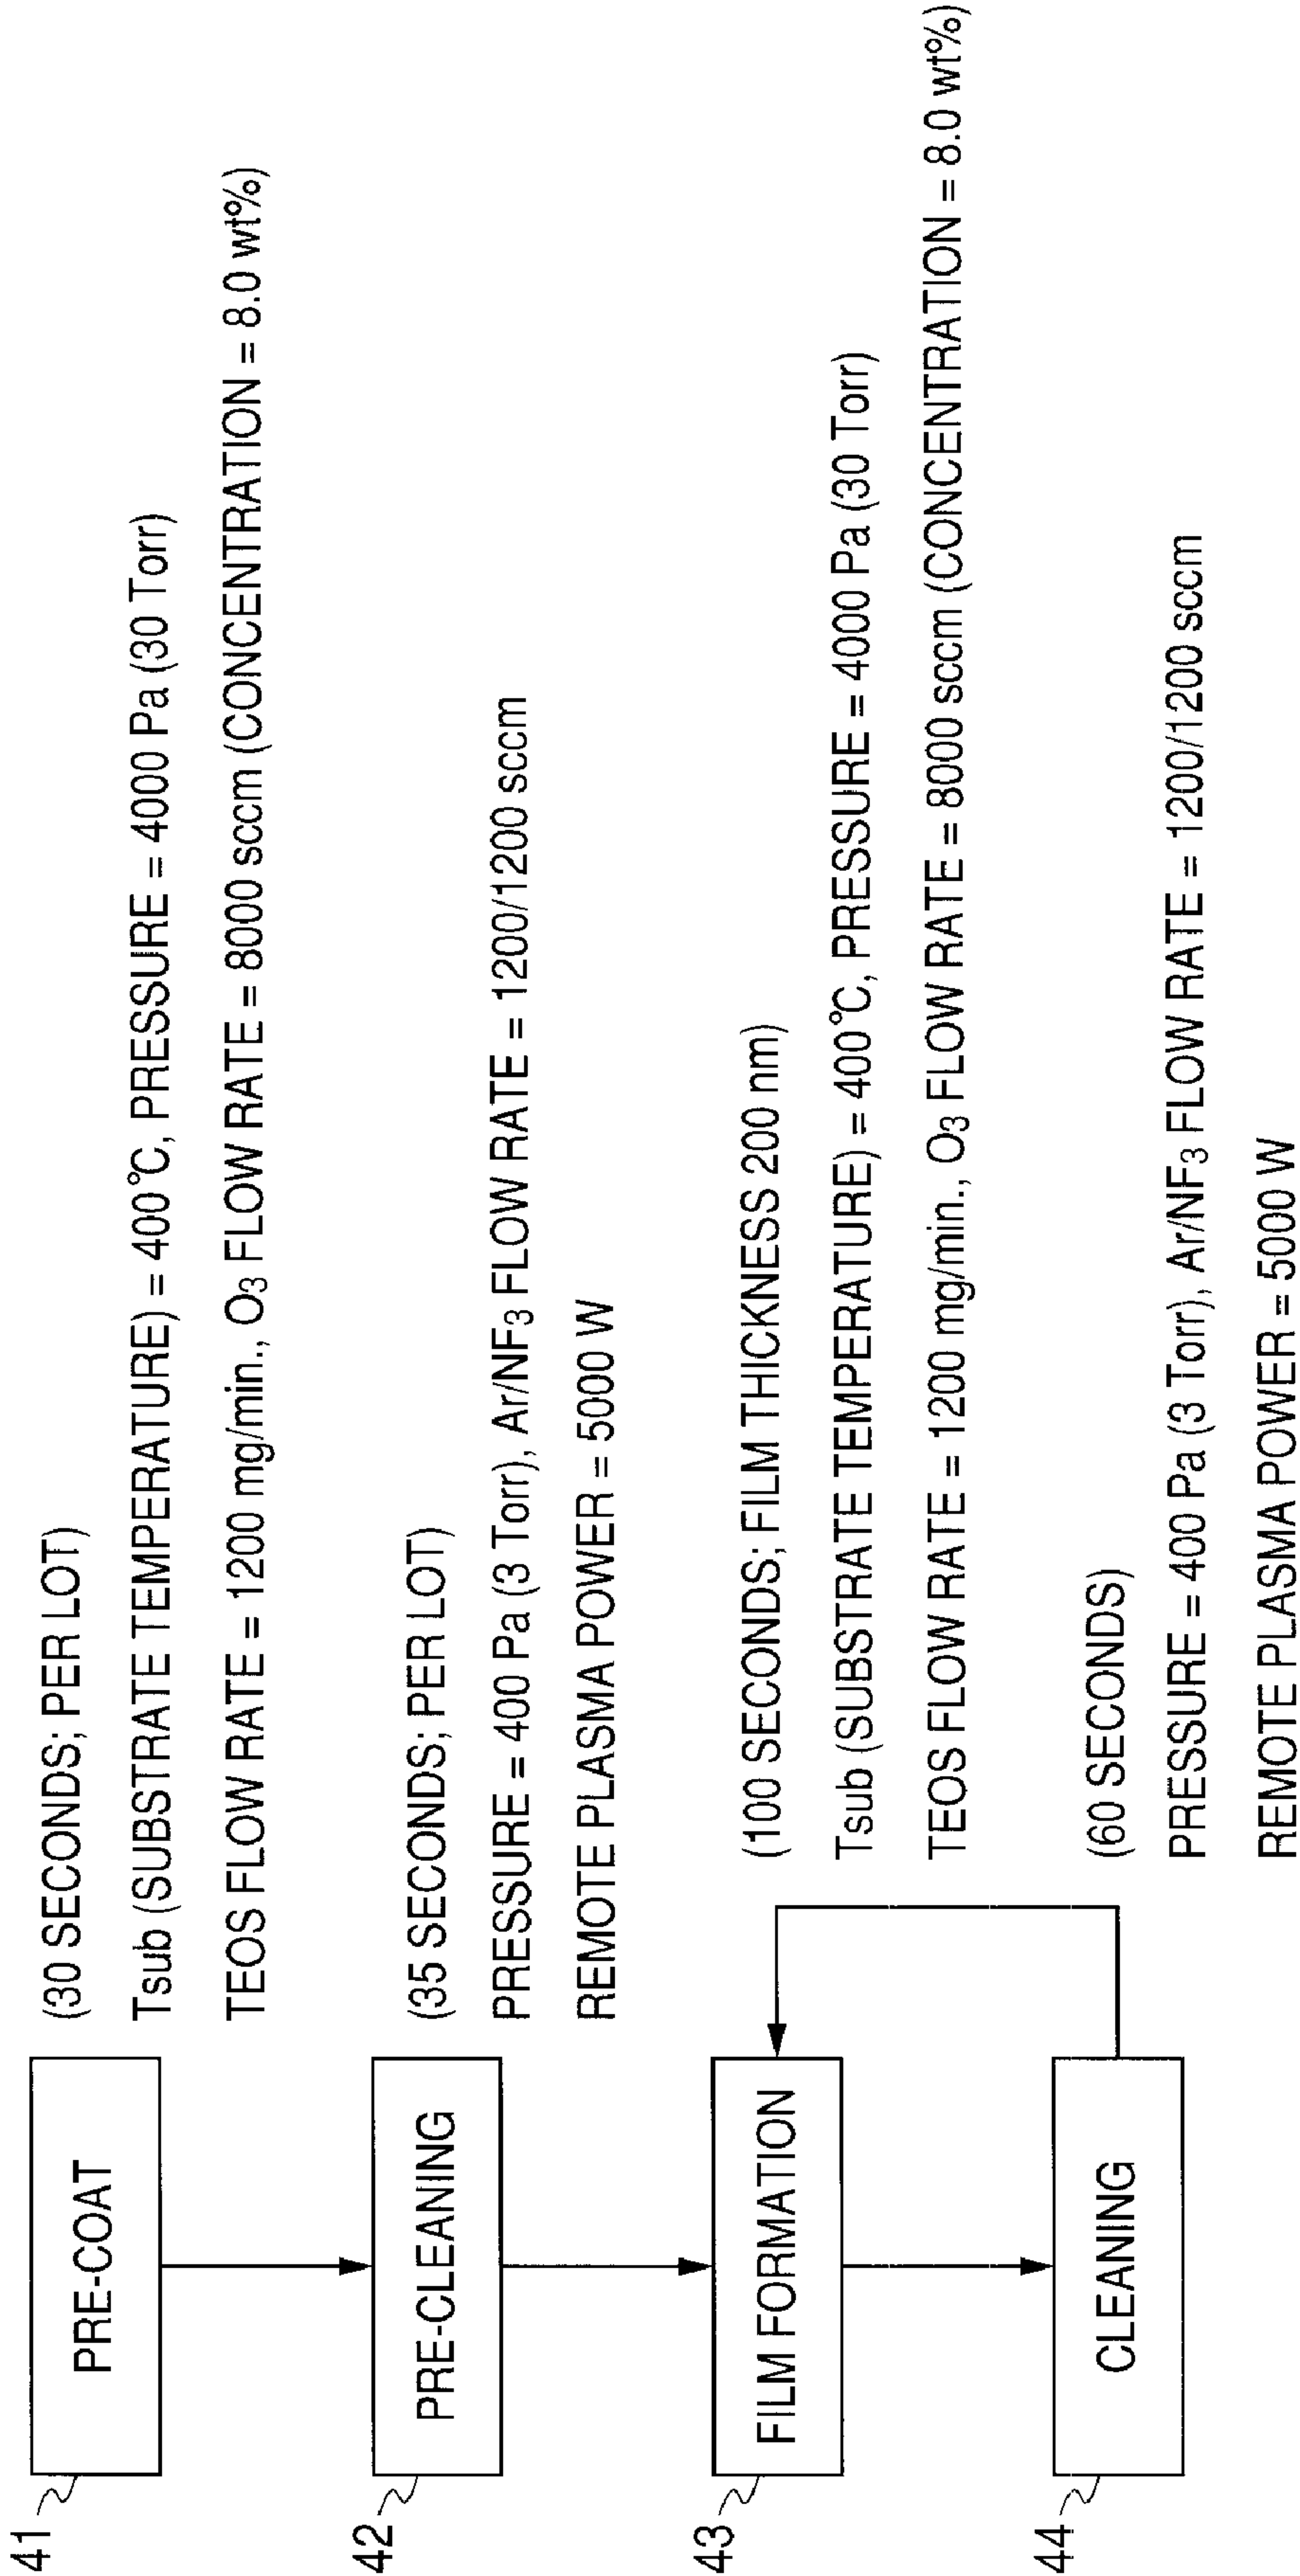 41
PRE-COAT
(30 SECONDS; PER LOT)
Tsub (SUBSTRATE TEMPERATURE) = 400°C, PRESSURE = 4000 Pa (30 Torr)
TEOS FLOW RATE = 1200 mg/min., O3 FLOW RATE = 8000 sccm (CONCENTRATION = 8.0 wt%)
42
PRE-CLEANING
(35 SECONDS; PER LOT)
PRESSURE = 400 Pa (3 Torr), Ar/NF3 FLOW RATE = 1200/1200 sccm
REMOTE PLASMA POWER = 5000 W
43
FILM FORMATION
(100 SECONDS; FILM THICKNESS 200 nm)
Tsub (SUBSTRATE TEMPERATURE) = 400°C, PRESSURE = 4000 Pa (30 Torr)
TEOS FLOW RATE = 1200 mg/min., O3 FLOW RATE = 8000 sccm (CONCENTRATION = 8.0 wt%)
44
CLEANING
(60 SECONDS)
PRESSURE = 400 Pa (3 Torr), Ar/NF3 FLOW RATE = 1200/1200 sccm
REMOTE PLASMA POWER = 5000 W